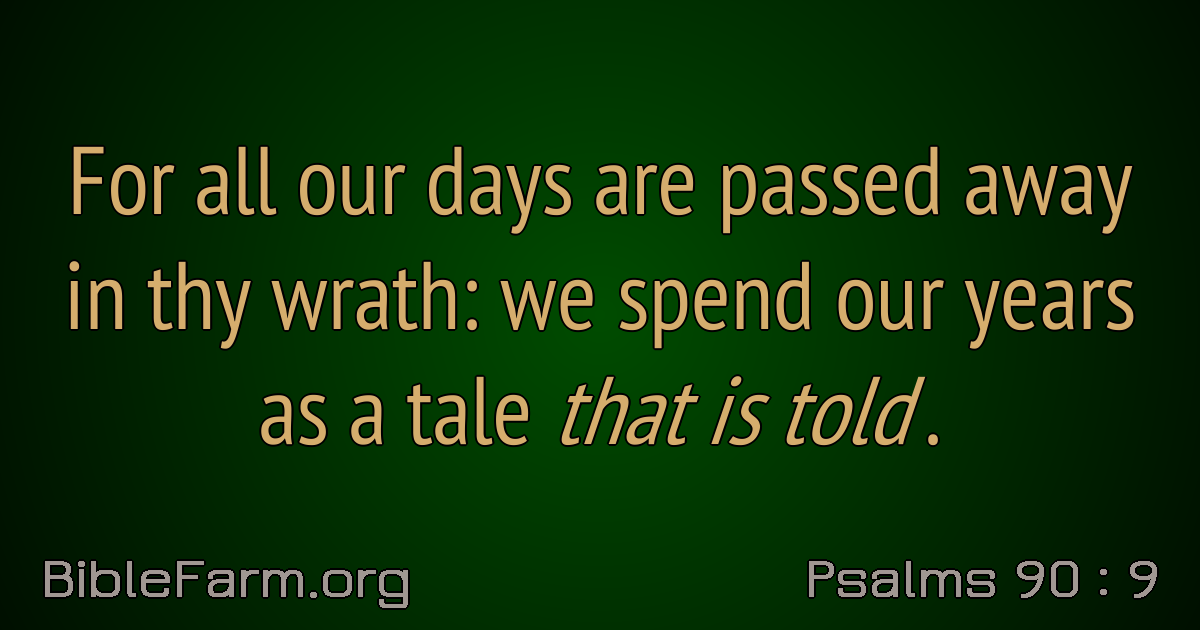 For all our days are passed away
in thy wrath: we spend our years
as a tale that is told .
BibleFarm.org
Psalms 90 : 9